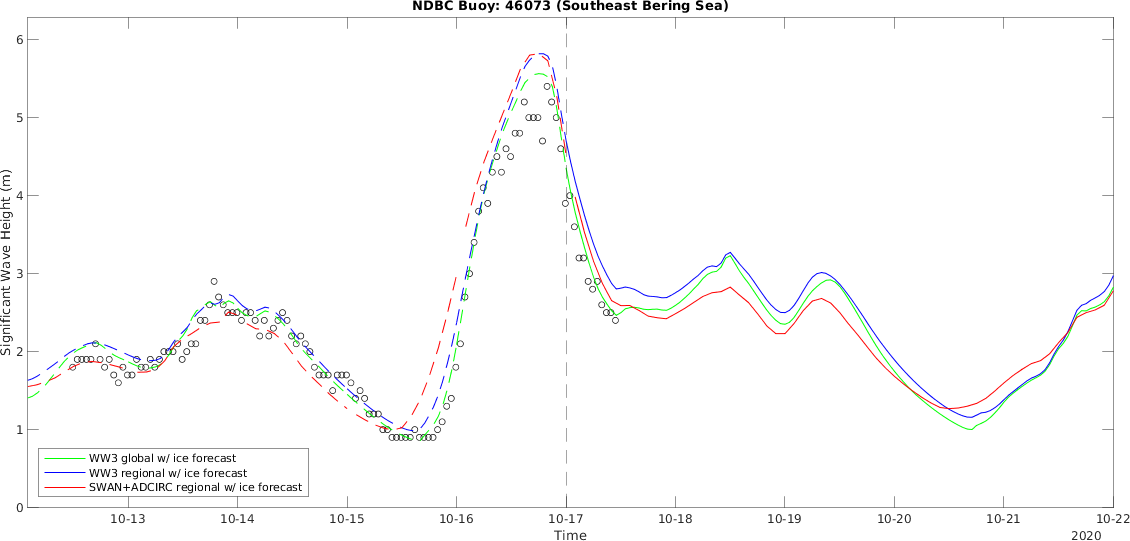 NDBC Buoy: 46073 (Southeast Bering Sea)
6
5
4
3
2
1
0
Significant Wave Height (m)
WW3 global w/ ice forecast
WW3 regional w/ ice forecast
SWAN+ADCIRC regional w/ ice forecast
10-13 10-14 10-15 10-16 10-17 10-18 10-19 10-20 10-21 10-22
Time
2020